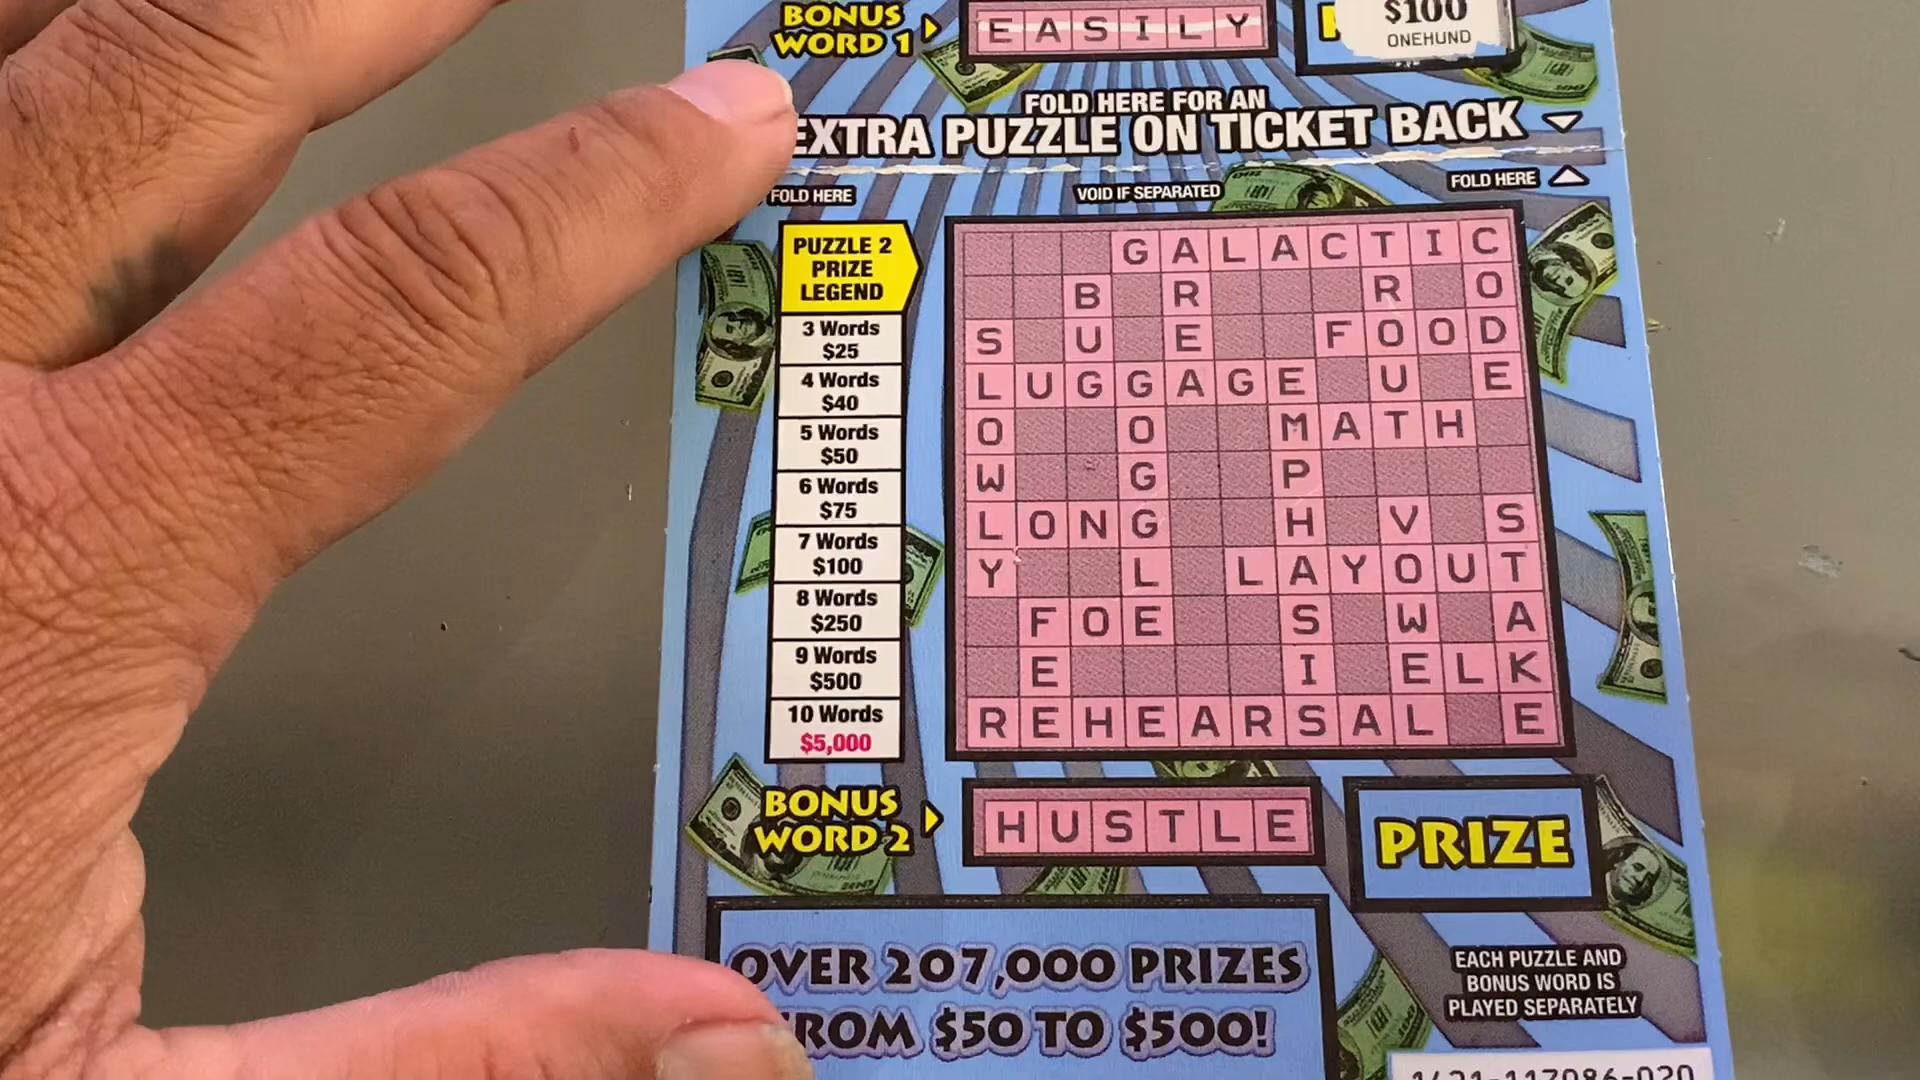 BONUS WORD 1
EASILY
$100
ONEHUND
FOLD HERE FOR AN
EXTRA PUZZLE ON TICKET BACK
FOLD HERE
VOID IF SEPARATED
FOLD HERE
PUZZLE 2
PRIZE
LEGEND
3 Words
$25
4 Words
$40
5 Words
$50
6 Words
$75
7 Words
$100
8 Words
$250
9 Words
$500
10 Words
$5,000
GALACTIC
B R R O
S U E FOOD
LUGGAGE U E
O O MATH
W G P
LONG H V S
Y L LAYOUT
FOE S W A
E I ELK
REHEARSAL E
BONUS
WORD 2
HUSTLE
PRIZE
OVER 207,000 PRIZES
FROM $50 TO $500!
EACH PUZZLE AND
BONUS WORD IS
PLAYED SEPARATELY
1421-117086-020